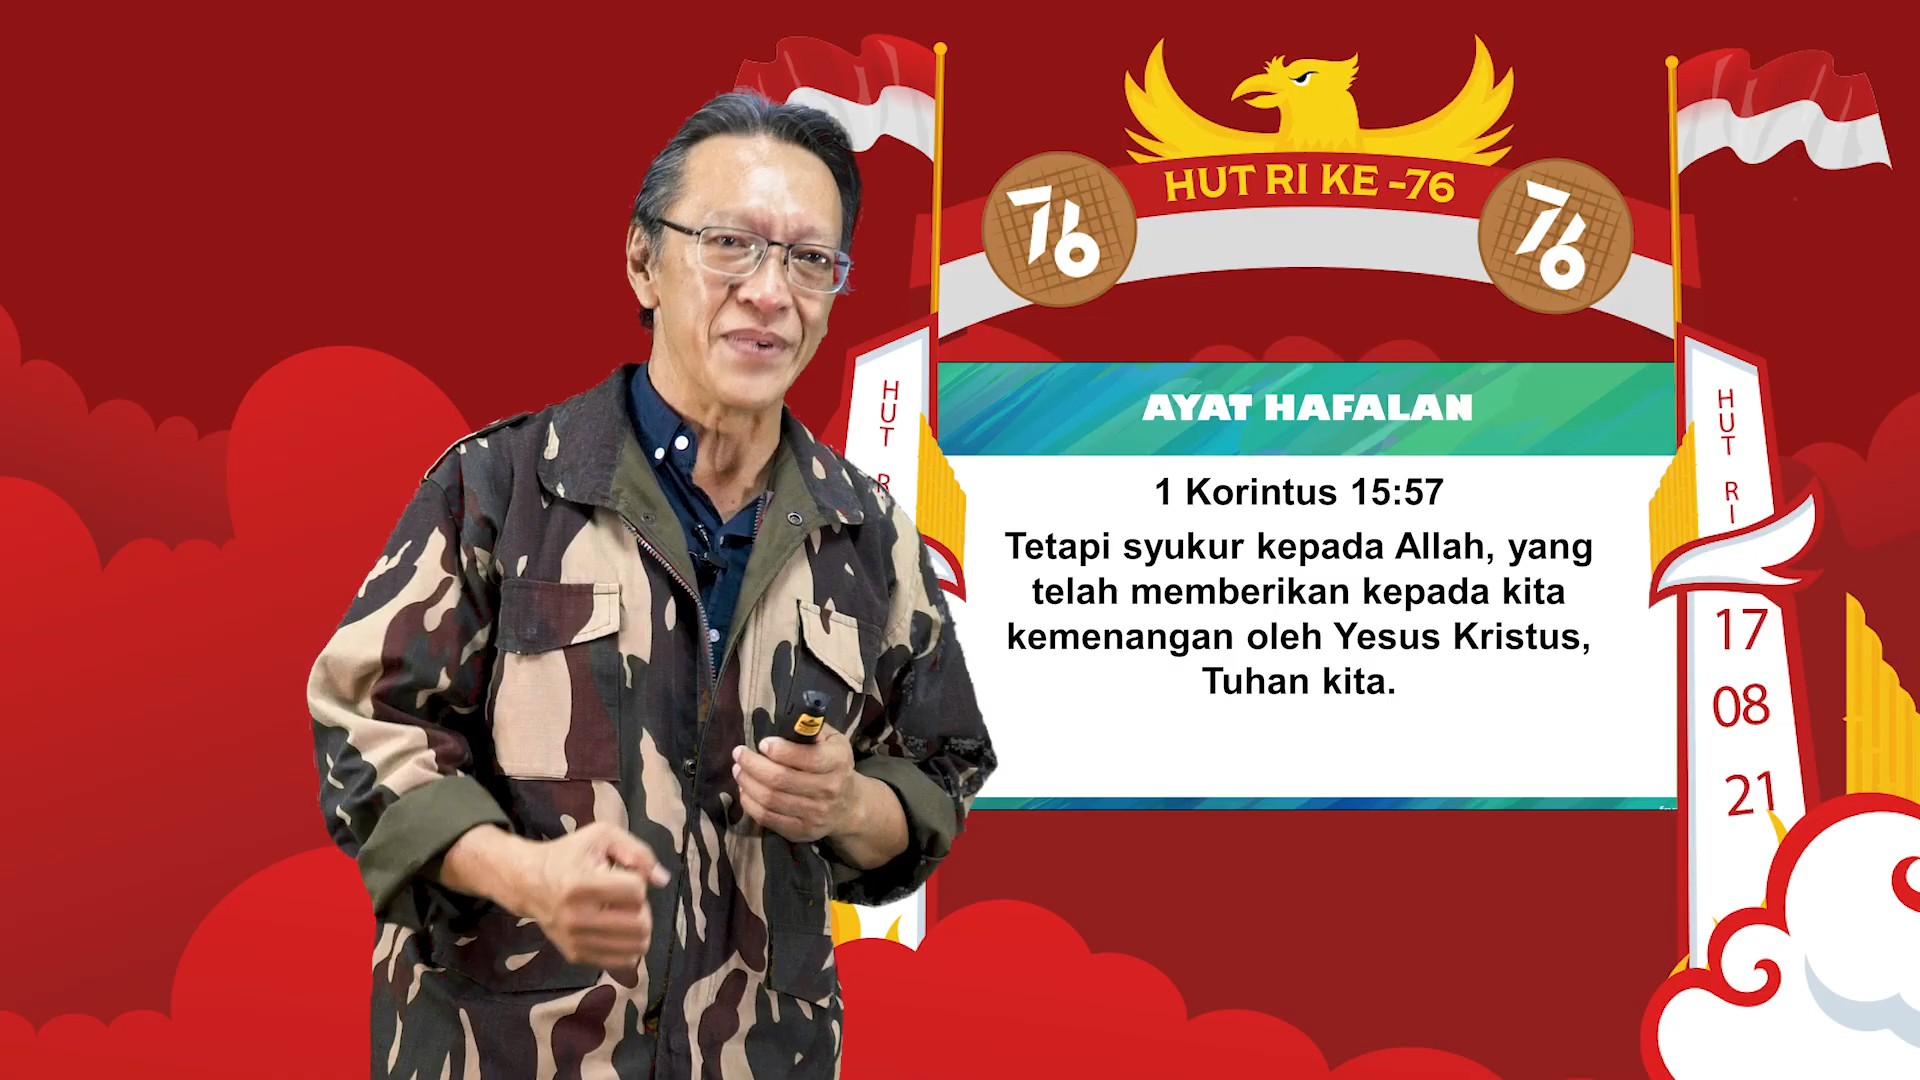 HUT RI KE -76
76
76
HUT RI
HUT RI
17
08
21
AYAT HAFALAN
1 Korintus 15:57
Tetapi syukur kepada Allah, yang
telah memberikan kepada kita
kemenangan oleh Yesus Kristus,
Tuhan kita.